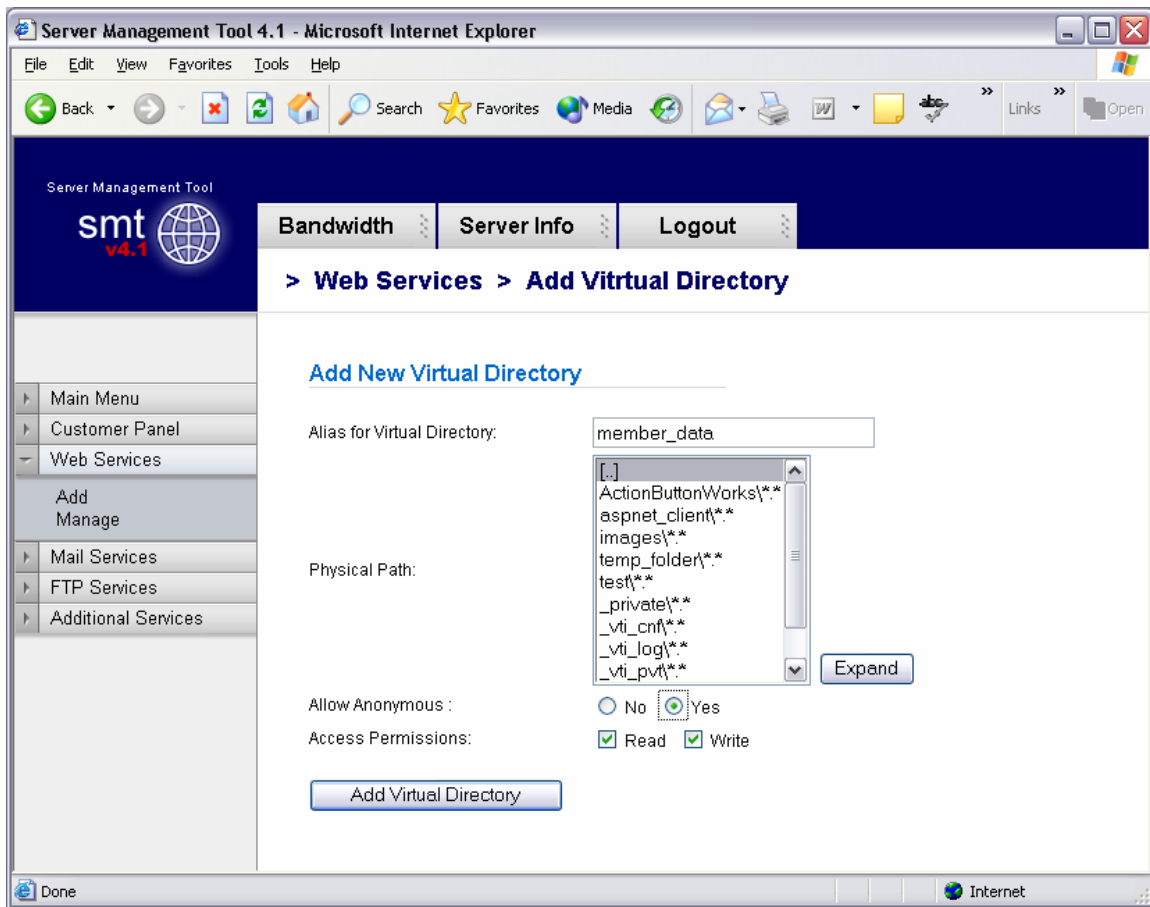 Server Management Tool 4.1 - Microsoft Internet Explorer
File Edit View Favorites Tools Help
Back Search Favorites Media W abc » Links » Open
Server Management Tool
smt
v4.1
Bandwidth Server Info Logout
> Web Services > Add Vitrtual Directory
Add New Virtual Directory
Main Menu
Customer Panel
Web Services
Add
Manage
Mail Services
FTP Services
Additional Services
Alias for Virtual Directory: member_data
Physical Path:
[..]
ActionButtonWorks\*.*
aspnet_client\*.*
images\*.*
temp_folder\*.*
test\*.*
_private\*.*
_vti_cnf\*.*
_vti_log\*.*
_vti_pvt\*.*
Expand
Allow Anonymous : No Yes
Access Permissions: Read Write
Add Virtual Directory
Done Internet